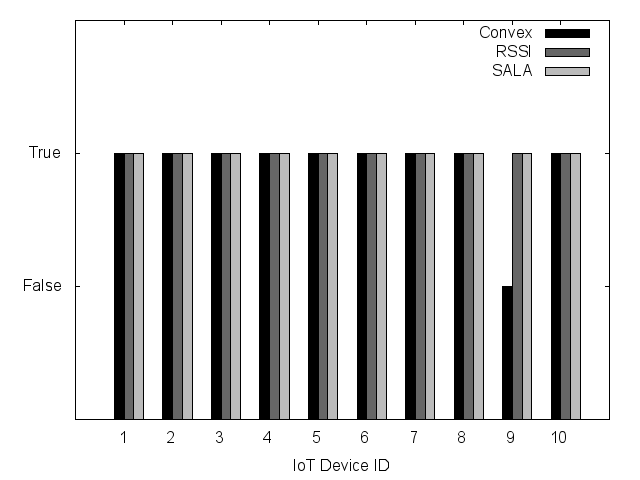 Convex
RSSI
SALA
True
False
1 2 3 4 5 6 7 8 9 10
IoT Device ID